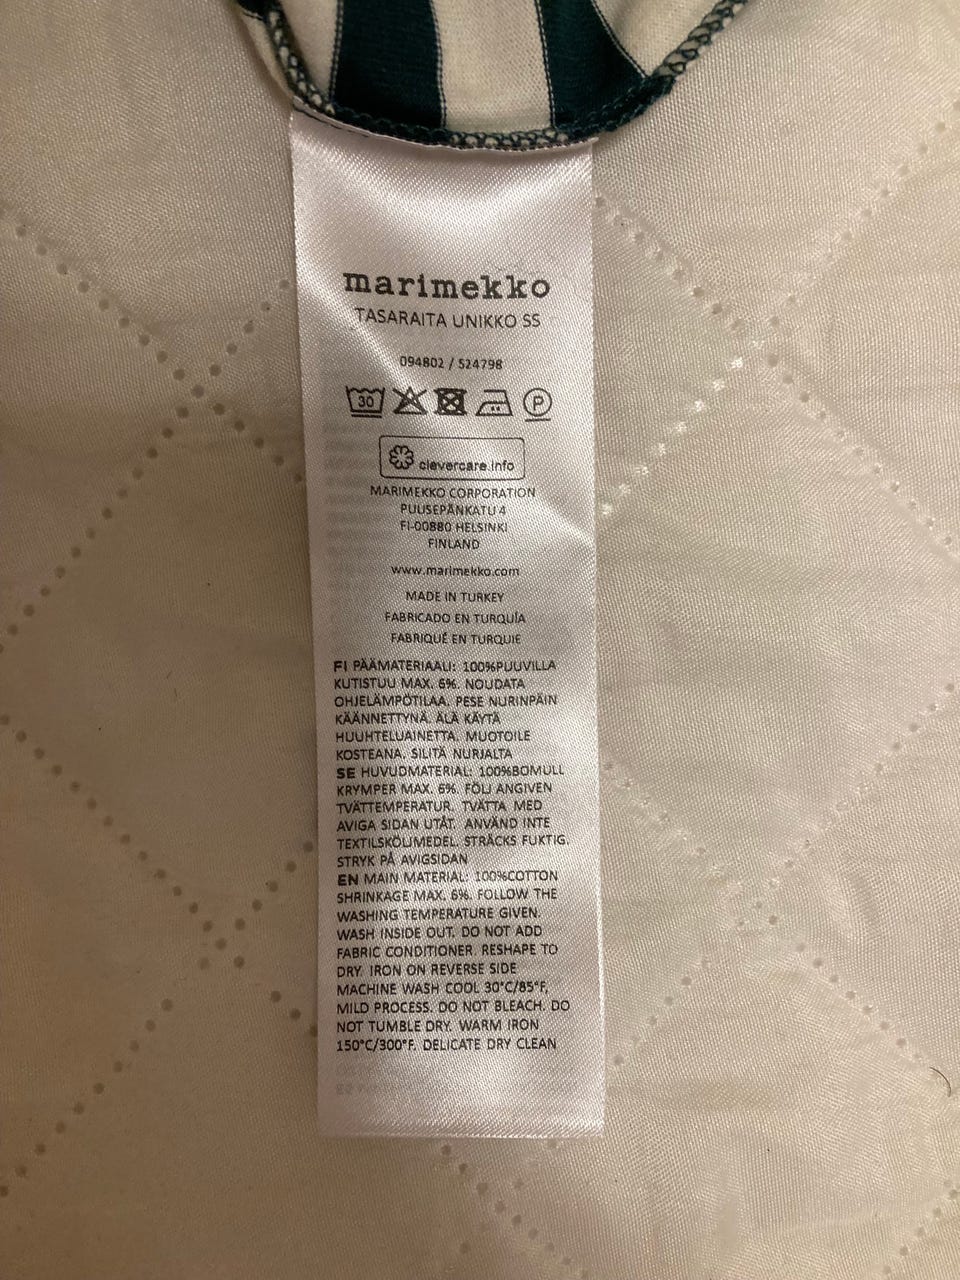 marimekko
TASARAITA UNIKKO SS
094802 / 524798
30 P
clevercare.info
MARIMEKKO CORPORATION
PUUSEPÄNKATU 4
FI-00880 HELSINKI
FINLAND
www.marimekko.com
MADE IN TURKEY
FABRICADO EN TURQUÍA
FABRIQUÉ EN TURQUIE
FI PÄÄMATERIAALI: 100%PUUVILLA
KUTISTUU MAX. 6%. NOUDATA
OHJELÄMPÖTILAA. PESE NURINPÄIN
KÄÄNNETTYNÄ. ÄLÄ KÄYTÄ
HUUHTELUAINETTA. MUOTOILE
KOSTEANA. SILITÄ NURJALTA
SE HUVUDMATERIAL: 100%BOMULL
KRYMPER MAX. 6%. FÖLJ ANGIVEN
TVÄTTEMPERATUR. TVÄTTA MED
AVIGA SIDAN UTÅT. ANVÄND INTE
TEXTILSKÖLJMEDEL. STRÄCKS FUKTIG.
STRYK PÅ AVIGSIDAN
EN MAIN MATERIAL: 100%COTTON
SHRINKAGE MAX. 6%. FOLLOW THE
WASHING TEMPERATURE GIVEN.
WASH INSIDE OUT. DO NOT ADD
FABRIC CONDITIONER. RESHAPE TO
DRY. IRON ON REVERSE SIDE
MACHINE WASH COOL 30°C/85°F,
MILD PROCESS. DO NOT BLEACH. DO
NOT TUMBLE DRY. WARM IRON
150°C/300°F. DELICATE DRY CLEAN